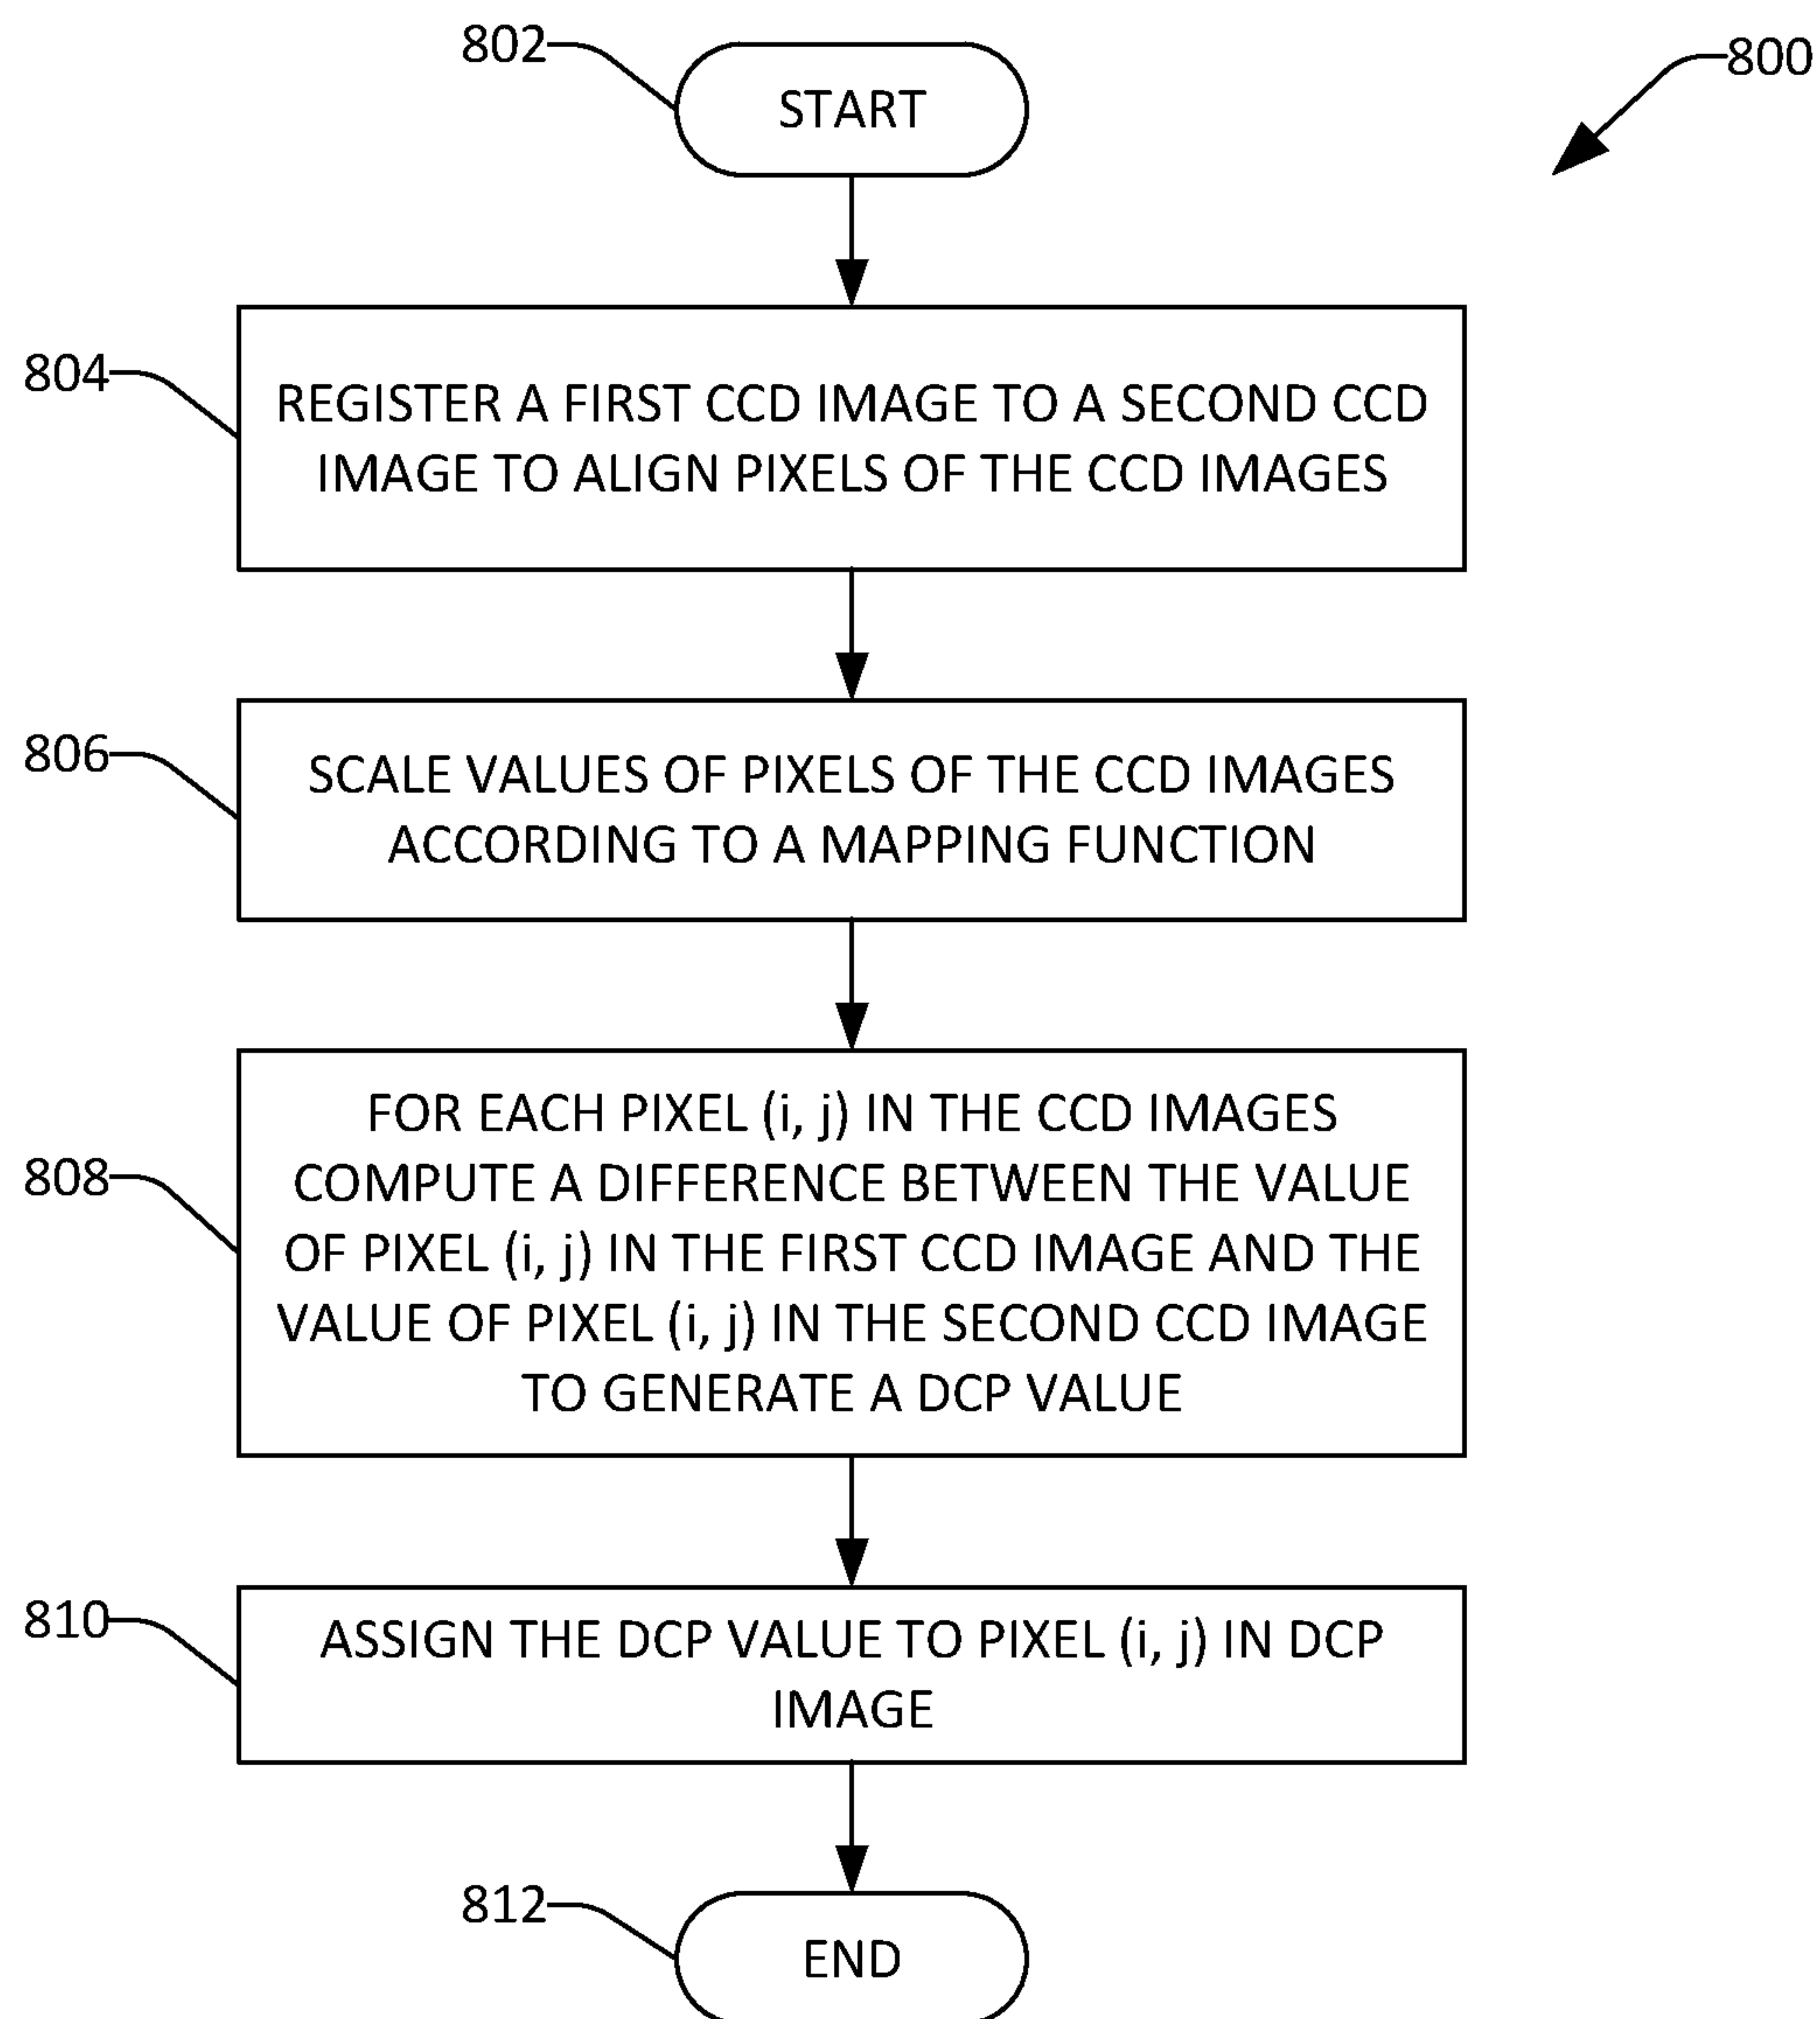 802
START
800
804
REGISTER A FIRST CCD IMAGE TO A SECOND CCD
IMAGE TO ALIGN PIXELS OF THE CCD IMAGES
806
SCALE VALUES OF PIXELS OF THE CCD IMAGES
ACCORDING TO A MAPPING FUNCTION
808
FOR EACH PIXEL (i, j) IN THE CCD IMAGES
COMPUTE A DIFFERENCE BETWEEN THE VALUE
OF PIXEL (i, j) IN THE FIRST CCD IMAGE AND THE
VALUE OF PIXEL (i, j) IN THE SECOND CCD IMAGE
TO GENERATE A DCP VALUE
810
ASSIGN THE DCP VALUE TO PIXEL (i, j) IN DCP
IMAGE
812
END